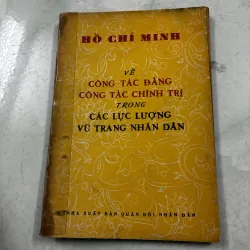 HỒ CHÍ MINH
VỀ
CÔNG TÁC ĐẢNG
CÔNG TÁC CHÍNH TRỊ
TRONG
CÁC LỰC LƯỢNG
VŨ TRANG NHÂN DÂN
NHÀ XUẤT BẢN QUÂN ĐỘI NHÂN DÂN